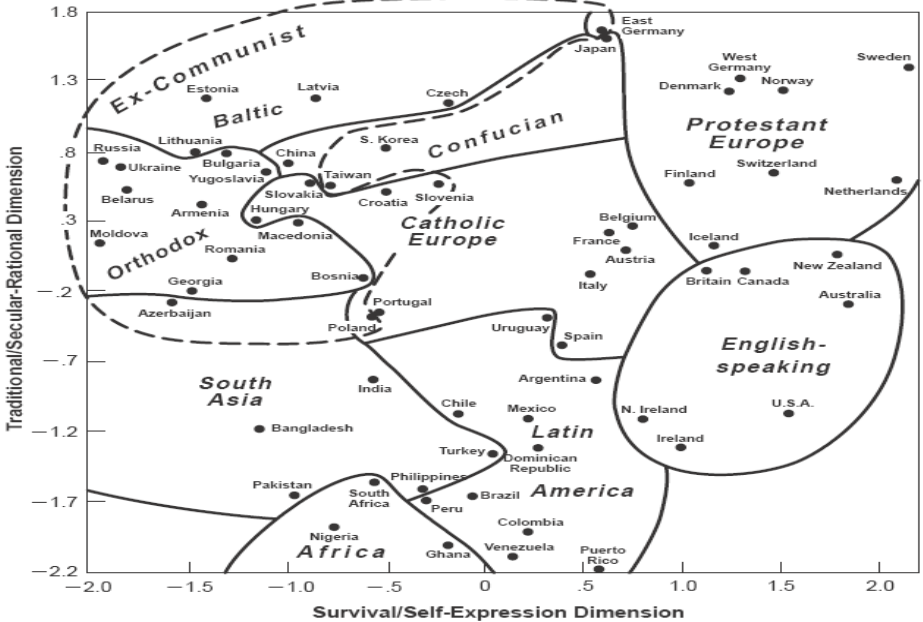 1.8
1.3
.8
.3
−.2
−.7
−1.2
−1.7
−2.2
Traditional/Secular-Rational Dimension
East
Germany
Japan
Ex-Communist
Estonia
Latvia
Baltic
Czech
West
Germany
Sweden
Denmark
Norway
Protestant
Europe
Confucian
S. Korea
Russia
Lithuania
Ukraine
Bulgaria
China
Yugoslavia
Taiwan
Slovakia
Belarus
Switzerland
Finland
Netherlands
Croatia
Slovenia
Armenia
Hungary
Macedonia
Moldova
Orthodox
Romania
Catholic
Europe
Belgium
France
Austria
Iceland
Italy
Britain
Canada
New Zealand
Australia
Georgia
Bosnia
Azerbaijan
Portugal
Poland
Uruguay
Spain
English-
speaking
South
Asia
India
Argentina
Chile
Mexico
Latin
N. Ireland
U.S.A.
Bangladesh
Turkey
Dominican
Republic
Ireland
Pakistan
South
Africa
Philippines
Peru
Brazil
America
Nigeria
Africa
Ghana
Colombia
Venezuela
Puerto
Rico
−2.0
−1.5
−1.0
−0.5
0
.5
1.0
1.5
2.0
Survival/Self-Expression Dimension